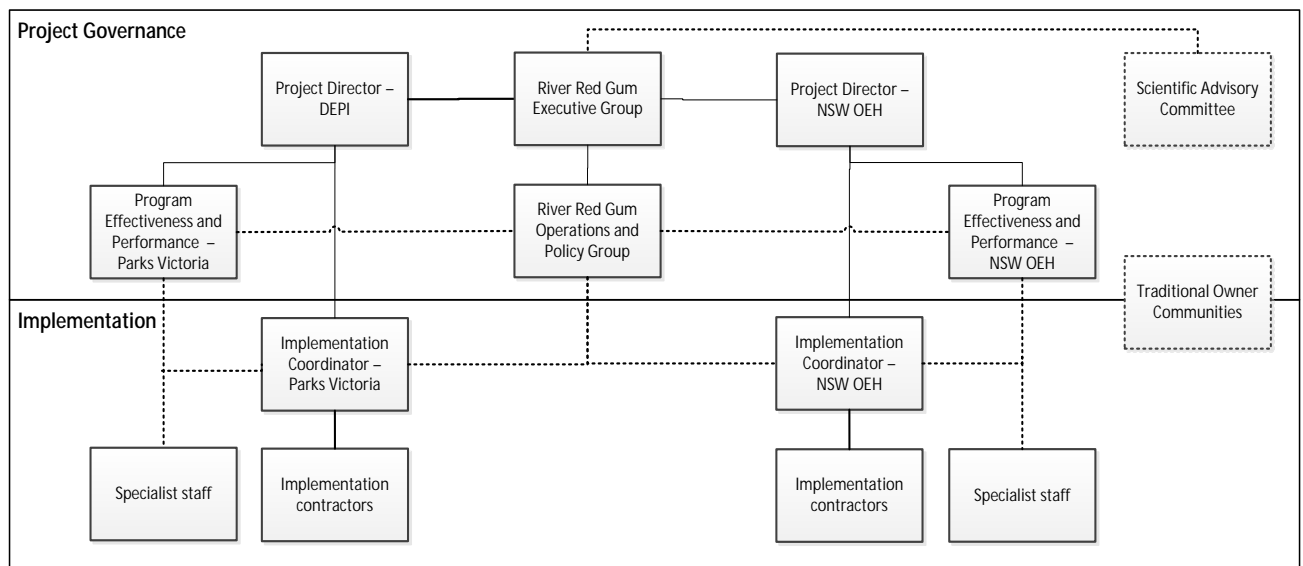 Project Governance
Project Director –
DEPI
River Red Gum
Executive Group
Project Director –
NSW OEH
Scientific Advisory
Committee
Program
Effectiveness and
Performance –
Parks Victoria
River Red Gum
Operations and
Policy Group
Program
Effectiveness and
Performance –
NSW OEH
Traditional Owner
Communities
Implementation
Implementation
Coordinator –
Parks Victoria
Implementation
Coordinator –
NSW OEH
Specialist staff
Implementation
contractors
Implementation
contractors
Specialist staff